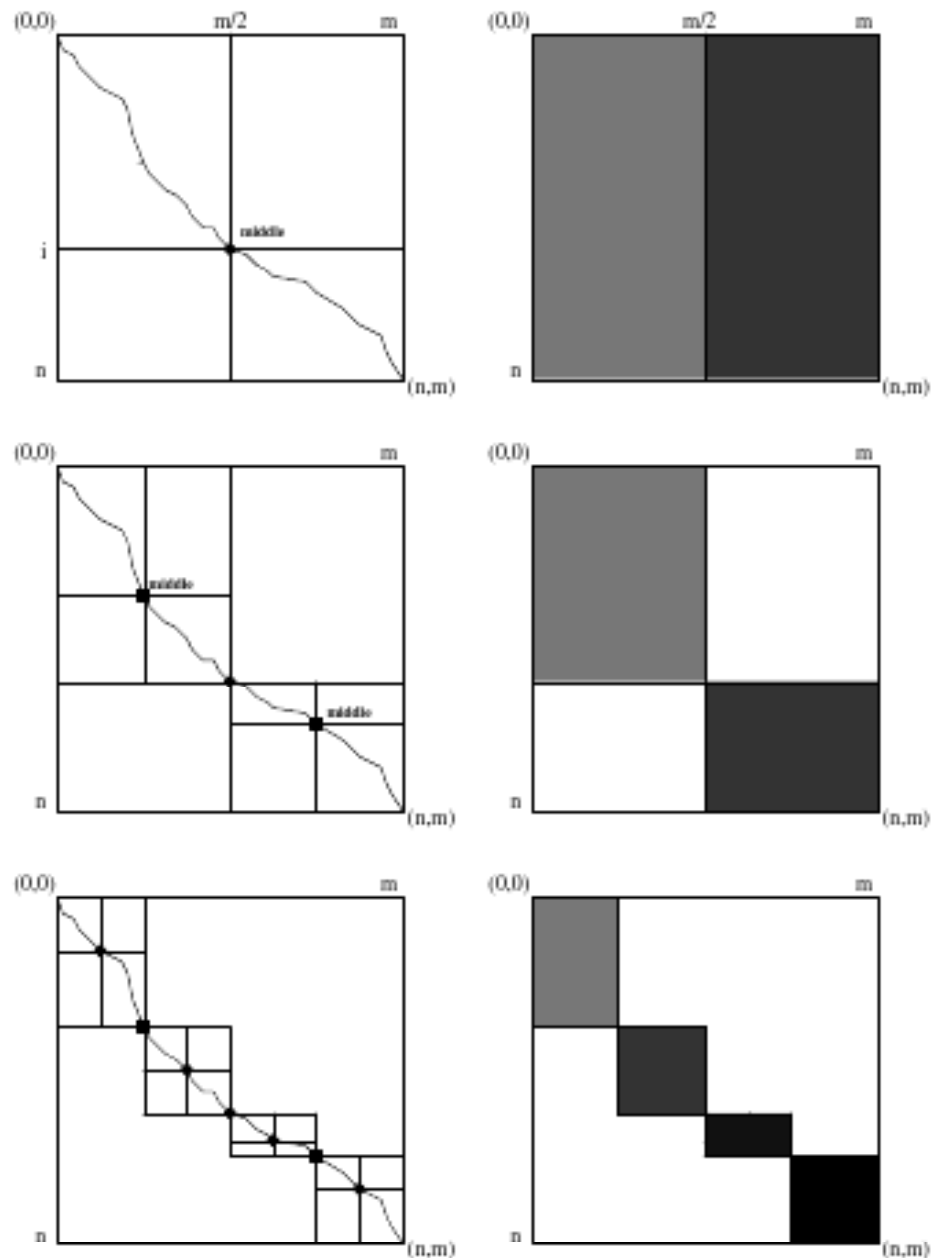 (0,0) m/2 m (0,0) m/2 m
middle
i
n n
(n,m) (n,m)
(0,0) m (0,0) m
middle
middle
n n
(n,m) (n,m)
(0,0) m (0,0) m
n n
(n,m) (n,m)